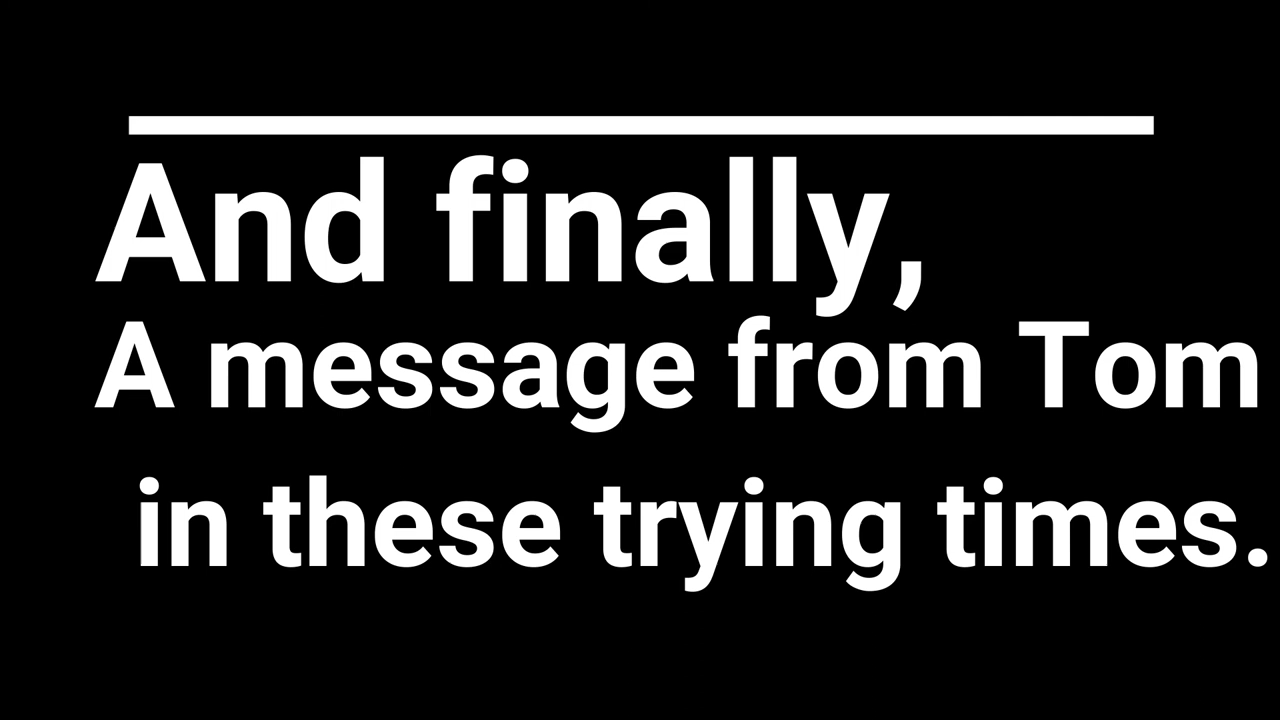 And finally,
A message from Tom
in these trying times.